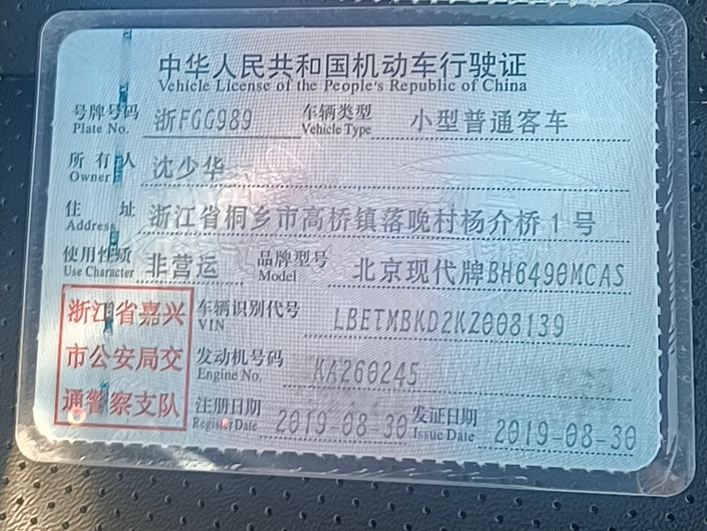 中华人民共和国机动车行驶证
Vehicle License of the People's Republic of China
号牌号码 浙FGG989 车辆类型 小型普通客车
Plate No. Vehicle Type
所有人 沈少华
Owner
住址 浙江省桐乡市高桥镇落晚村杨介桥1号
Address
使用性质 非营运 品牌型号 北京现代牌BH6490MCAS
Use Character Model
浙江省嘉兴 车辆识别代号 LBETMBKD2KZ008139
VIN
市公安局交 发动机号码 KA260245
Engine No.
通警察支队 注册日期 2019-08-30 发证日期 2019-08-30
Register Date Issue Date